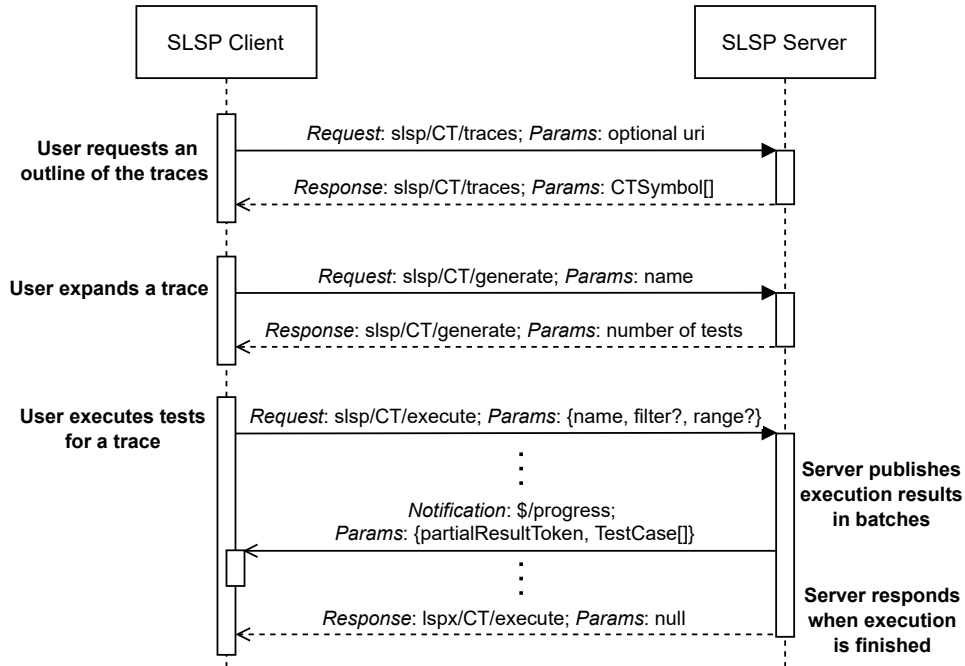 SLSP Client
SLSP Server
User requests an
outline of the traces
Request: slsp/CT/traces; Params: optional uri
Response: slsp/CT/traces; Params: CTSymbol[]
User expands a trace
Request: slsp/CT/generate; Params: name
Response: slsp/CT/generate; Params: number of tests
User executes tests
for a trace
Request: slsp/CT/execute; Params: {name, filter?, range?}
Server publishes
execution results
in batches
Notification: $/progress;
Params: {partialResultToken, TestCase[]}
Server responds
when execution
is finished
Response: lspx/CT/execute; Params: null